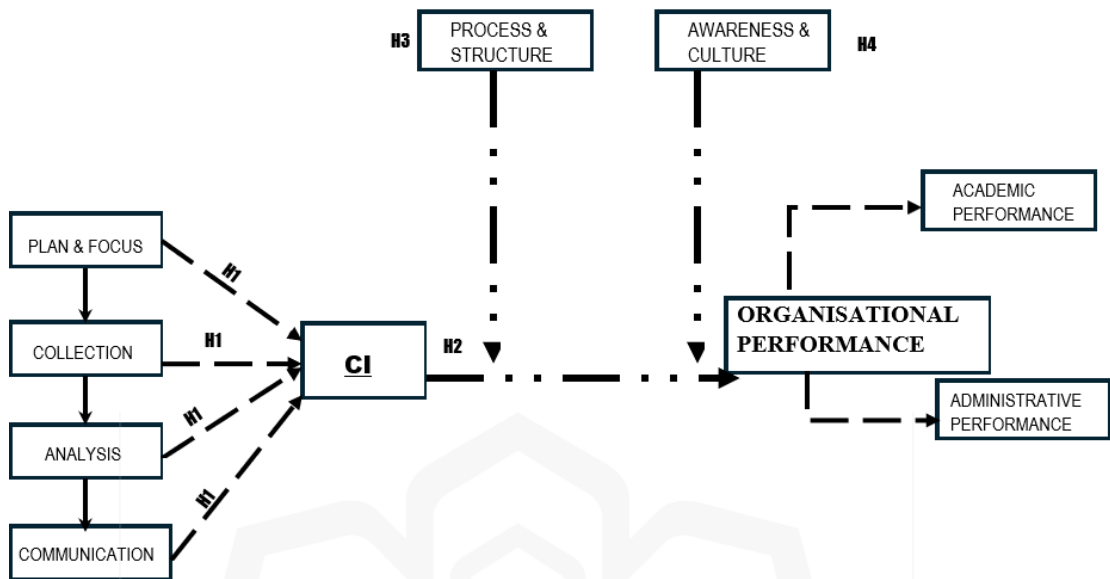 H3
PROCESS &
STRUCTURE
AWARENESS &
CULTURE
H4
ACADEMIC
PERFORMANCE
PLAN & FOCUS
H1
COLLECTION
H1
CI
H2
ORGANISATIONAL
PERFORMANCE
ADMINISTRATIVE
PERFORMANCE
ANALYSIS
H1
COMMUNICATION
H1